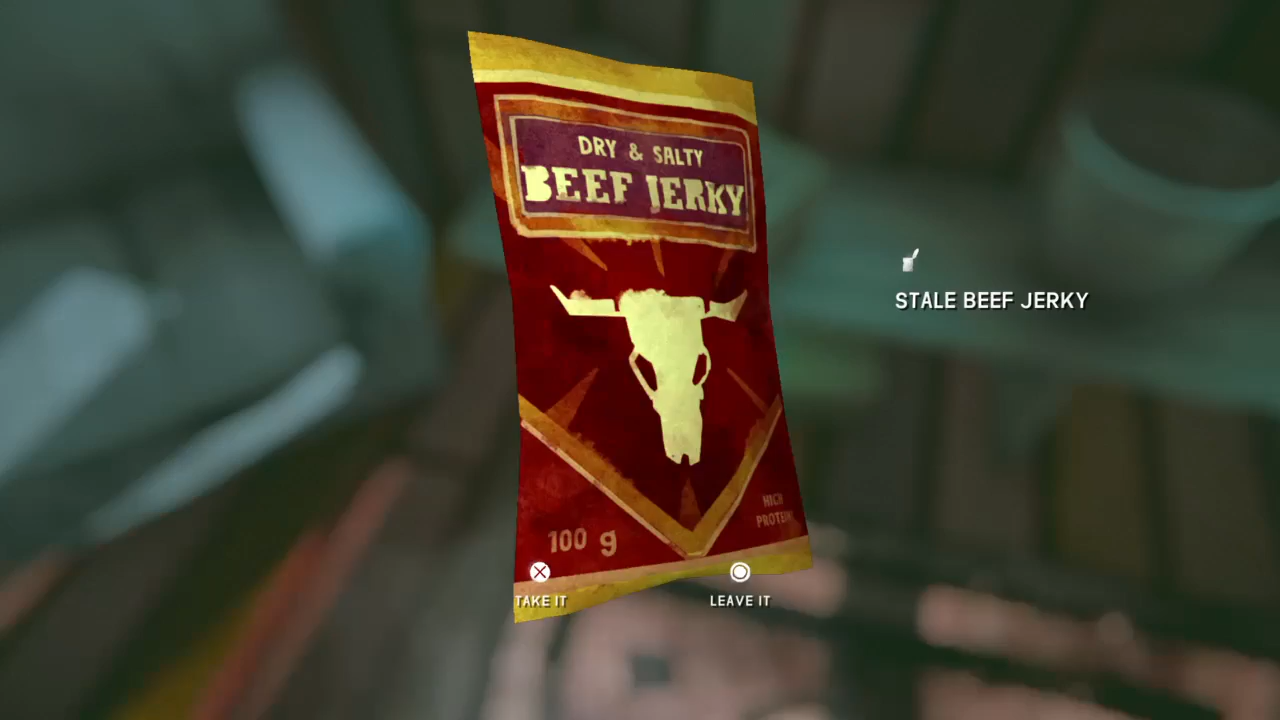 DRY & SALTY
BEEF JERKY
STALE BEEF JERKY
HIGH
PROTEIN
100 g
TAKE IT
LEAVE IT